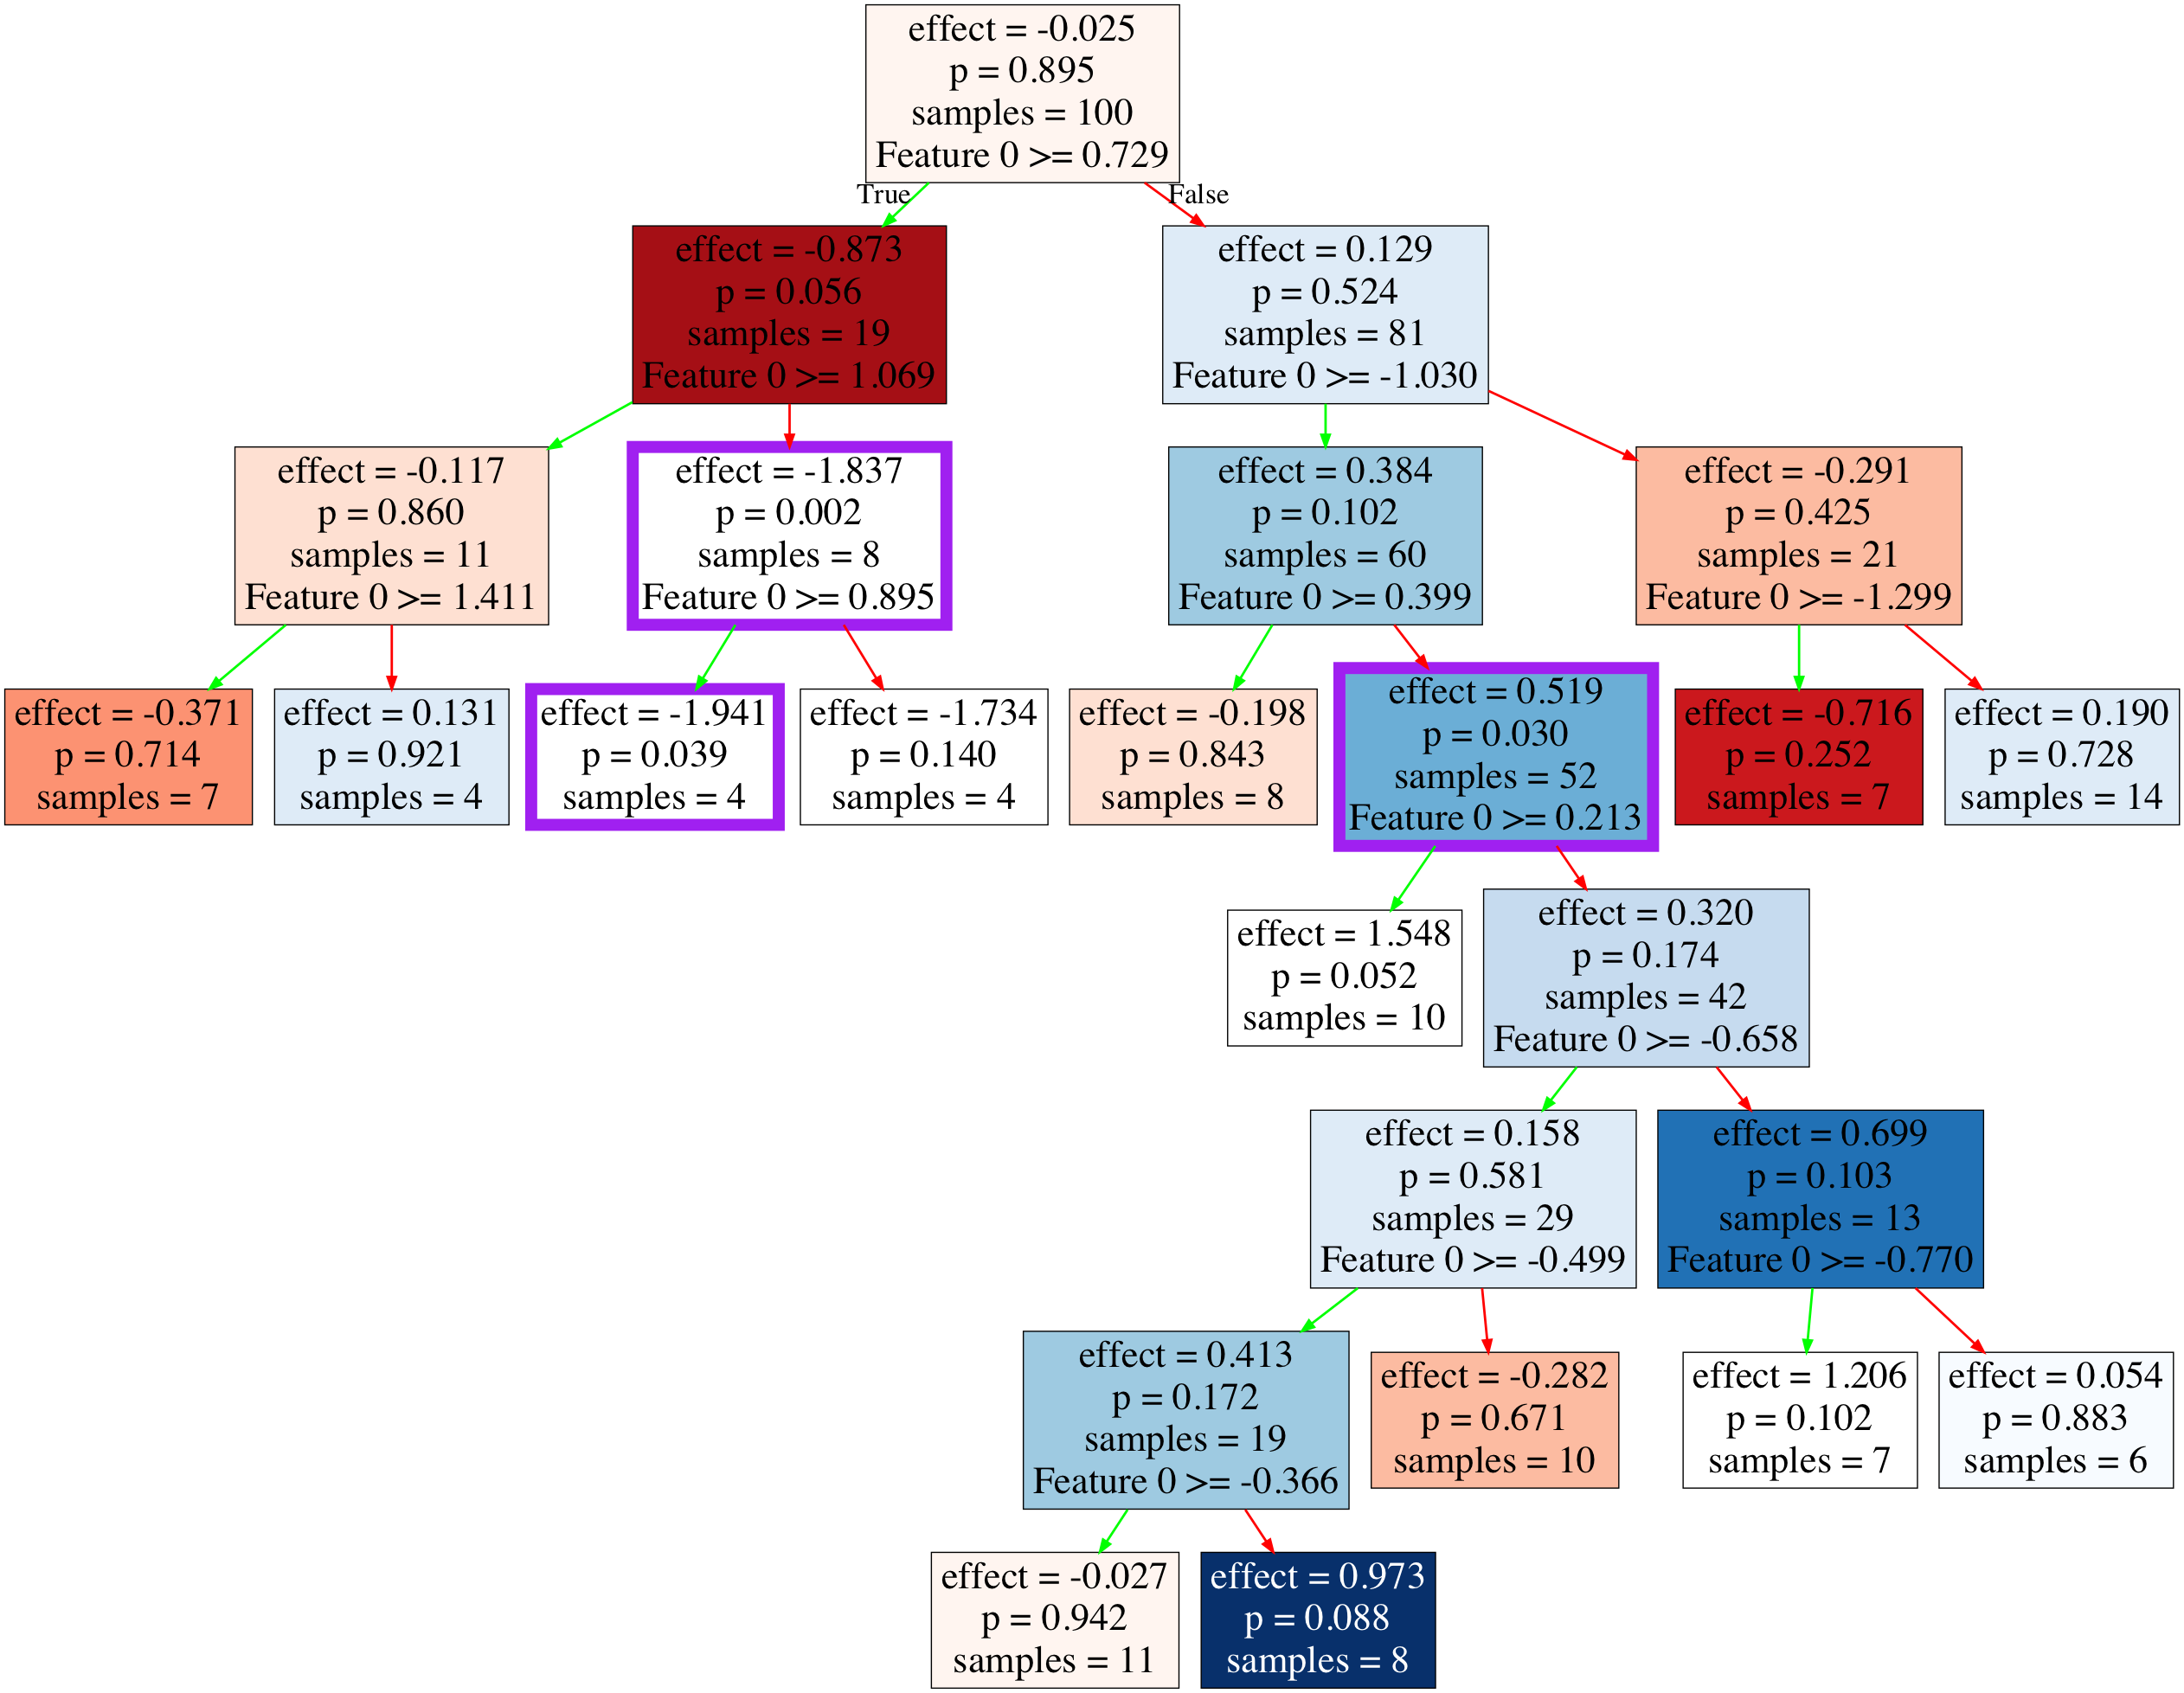 effect = -0.025
p = 0.895
samples = 100
Feature 0 >= 0.729
True
False
effect = -0.873
p = 0.056
samples = 19
Feature 0 >= 1.069
effect = 0.129
p = 0.524
samples = 81
Feature 0 >= -1.030
effect = -0.117
p = 0.860
samples = 11
Feature 0 >= 1.411
effect = -1.837
p = 0.002
samples = 8
Feature 0 >= 0.895
effect = 0.384
p = 0.102
samples = 60
Feature 0 >= 0.399
effect = -0.291
p = 0.425
samples = 21
Feature 0 >= -1.299
effect = -0.371
p = 0.714
samples = 7
effect = 0.131
p = 0.921
samples = 4
effect = -1.941
p = 0.039
samples = 4
effect = -1.734
p = 0.140
samples = 4
effect = -0.198
p = 0.843
samples = 8
effect = 0.519
p = 0.030
samples = 52
Feature 0 >= 0.213
effect = -0.716
p = 0.252
samples = 7
effect = 0.190
p = 0.728
samples = 14
effect = 1.548
p = 0.052
samples = 10
effect = 0.320
p = 0.174
samples = 42
Feature 0 >= -0.658
effect = 0.158
p = 0.581
samples = 29
Feature 0 >= -0.499
effect = 0.699
p = 0.103
samples = 13
Feature 0 >= -0.770
effect = 0.413
p = 0.172
samples = 19
Feature 0 >= -0.366
effect = -0.282
p = 0.671
samples = 10
effect = 1.206
p = 0.102
samples = 7
effect = 0.054
p = 0.883
samples = 6
effect = -0.027
p = 0.942
samples = 11
effect = 0.973
p = 0.088
samples = 8